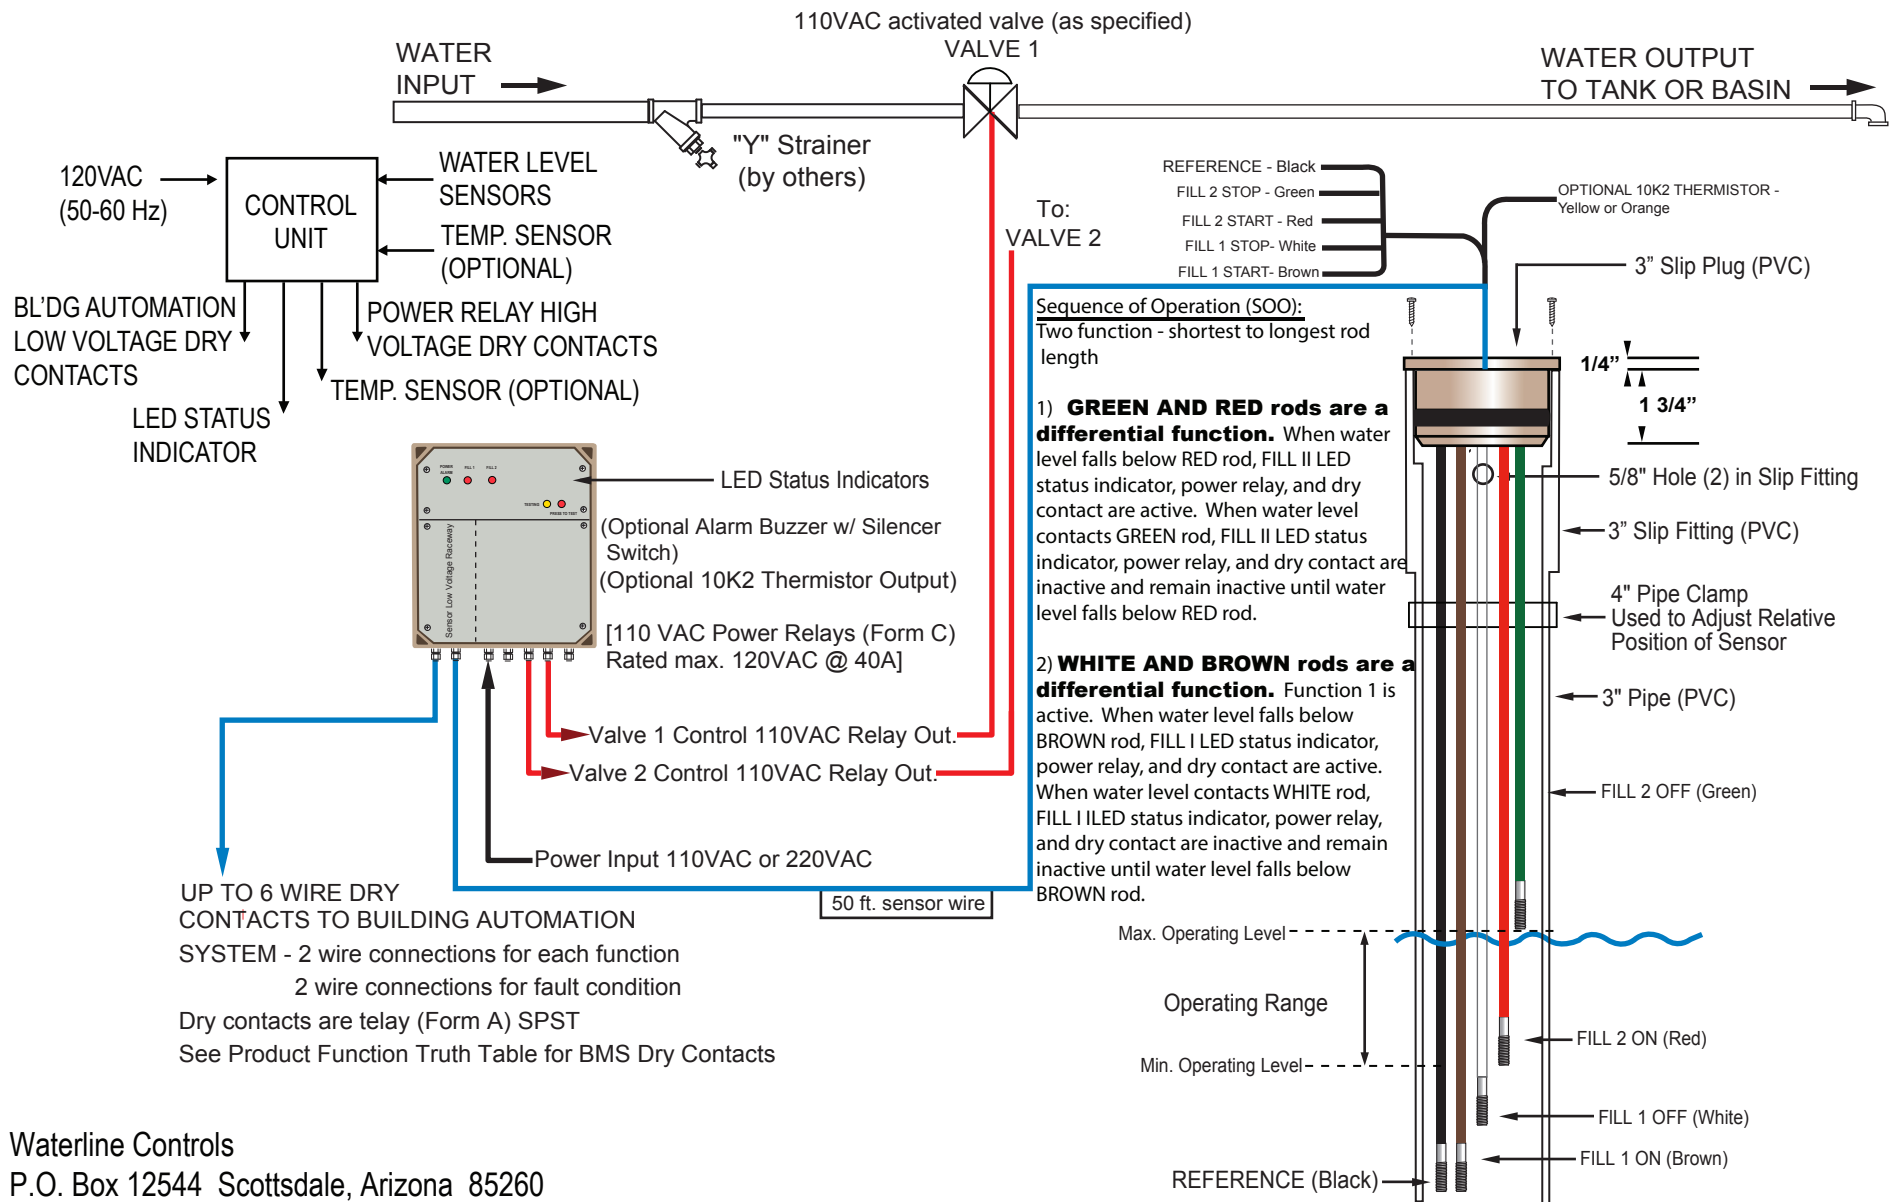 110VAC activated valve (as specified)
VALVE 1
WATER
INPUT
WATER OUTPUT
TO TANK OR BASIN
"Y" Strainer
(by others)
120VAC
(50-60 Hz)
CONTROL
UNIT
WATER LEVEL
SENSORS
TEMP. SENSOR
(OPTIONAL)
BL'DG AUTOMATION
LOW VOLTAGE DRY
CONTACTS
POWER RELAY HIGH
VOLTAGE DRY CONTACTS
TEMP. SENSOR (OPTIONAL)
LED STATUS
INDICATOR
To:
VALVE 2
REFERENCE - Black
FILL 2 STOP - Green
FILL 2 START - Red
FILL 1 STOP- White
FILL 1 START- Brown
OPTIONAL 10K2 THERMISTOR -
Yellow or Orange
3” Slip Plug (PVC)
1/4”
1 3/4”
5/8" Hole (2) in Slip Fitting
3” Slip Fitting (PVC)
4" Pipe Clamp
Used to Adjust Relative
Position of Sensor
3" Pipe (PVC)
FILL 2 OFF (Green)
Sequence of Operation (SOO):
Two function - shortest to longest rod
length
1) GREEN AND RED rods are a
differential function. When water
level falls below RED rod, FILL II LED
status indicator, power relay, and dry
contact are active. When water level
contacts GREEN rod, FILL II LED status
indicator, power relay, and dry contact are
inactive and remain inactive until water
level falls below RED rod.
2) WHITE AND BROWN rods are a
differential function. Function 1 is
active. When water level falls below
BROWN rod, FILL I LED status indicator,
power relay, and dry contact are active.
When water level contacts WHITE rod,
FILL I ILED status indicator, power relay,
and dry contact are inactive and remain
inactive until water level falls below
BROWN rod.
POWER
ALARM
FILL 1
FILL 2
TESTING
PRESS TO TEST
Sensor Low Voltage Raceway
LED Status Indicators
(Optional Alarm Buzzer w/ Silencer
Switch)
(Optional 10K2 Thermistor Output)
[110 VAC Power Relays (Form C)
Rated max. 120VAC @ 40A]
Valve 1 Control 110VAC Relay Out.
Valve 2 Control 110VAC Relay Out.
Power Input 110VAC or 220VAC
50 ft. sensor wire
UP TO 6 WIRE DRY
CONTACTS TO BUILDING AUTOMATION
SYSTEM - 2 wire connections for each function
2 wire connections for fault condition
Dry contacts are telay (Form A) SPST
See Product Function Truth Table for BMS Dry Contacts
Max. Operating Level
Operating Range
Min. Operating Level
FILL 2 ON (Red)
FILL 1 OFF (White)
FILL 1 ON (Brown)
REFERENCE (Black)
Waterline Controls
P.O. Box 12544 Scottsdale, Arizona 85260